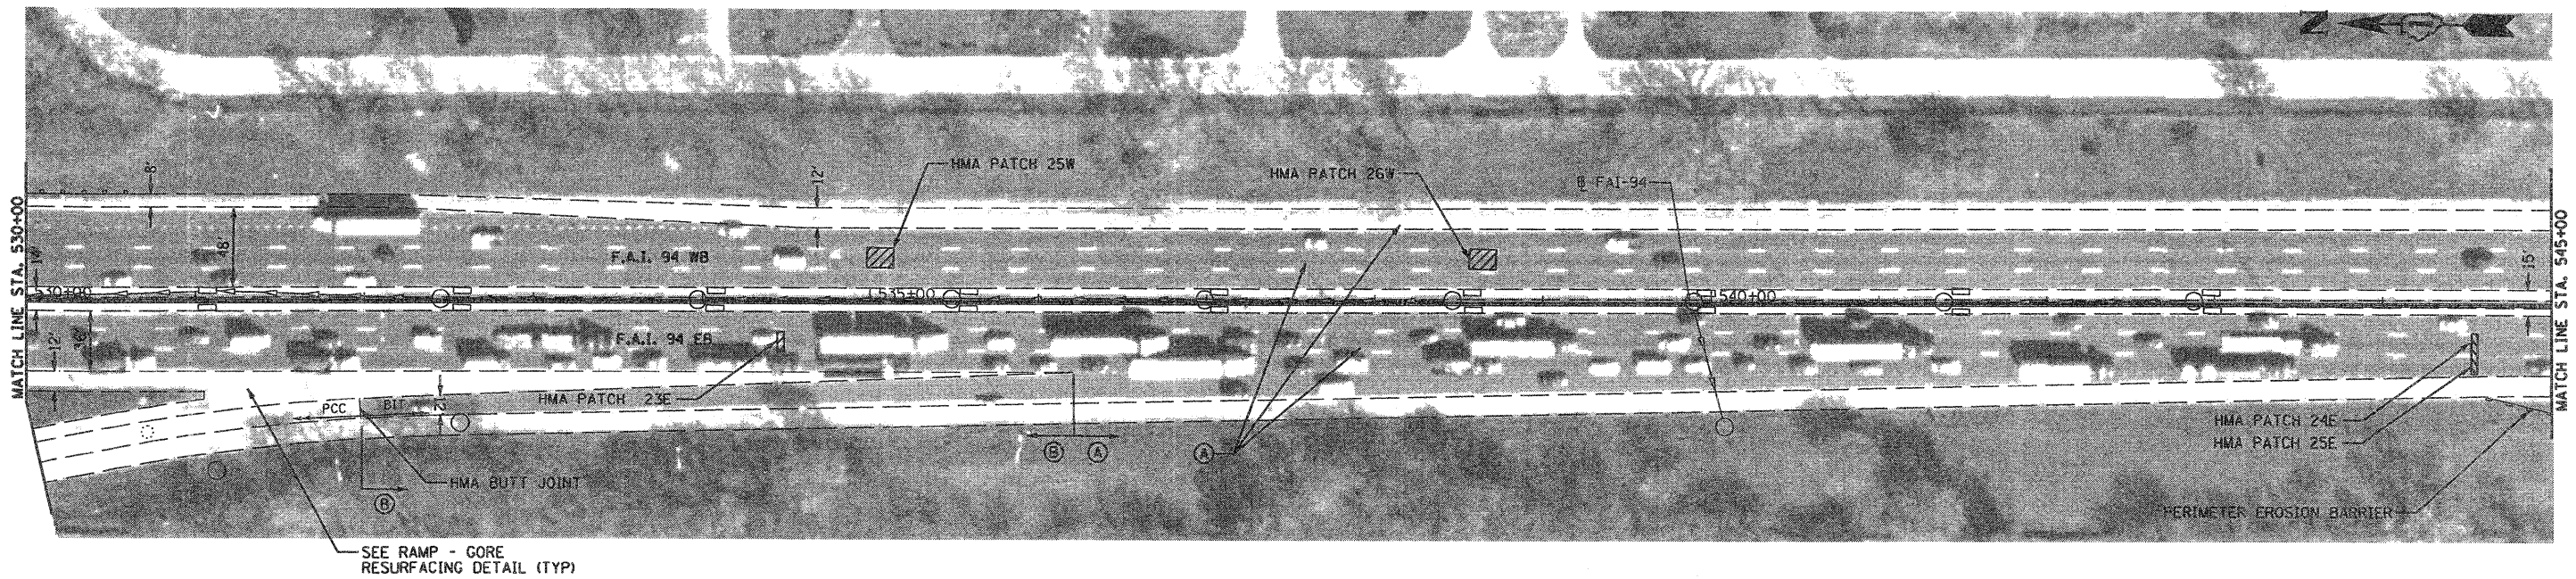 N
HMA PATCH 25W
HMA PATCH 26W
℄ FAI-94
8'
12'
48'
14'
15'
F.A.I. 94 WB
MATCH LINE STA. 530+00
MATCH LINE STA. 545+00
530+00
535+00
540+00
F.A.I. 94 EB
12'
36'
HMA PATCH 23E
PCC
BIT
12'
HMA PATCH 24E
HMA PATCH 25E
B
A
A
HMA BUTT JOINT
B
PERIMETER EROSION BARRIER
SEE RAMP - GORE
RESURFACING DETAIL (TYP)